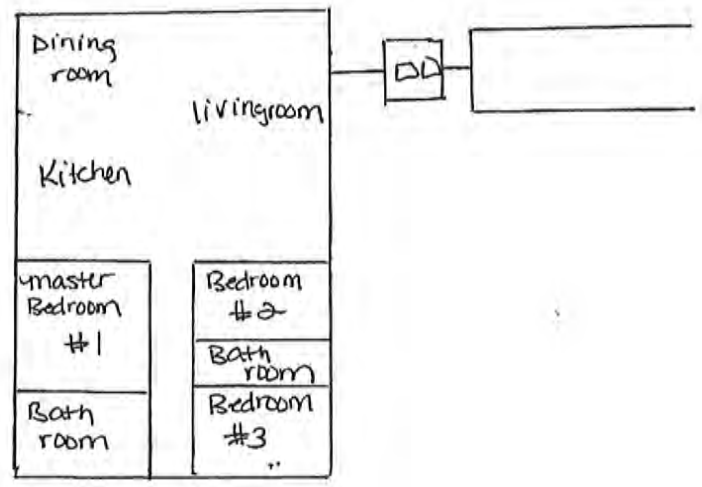 Dining
room
livingroom
Kitchen
master
Bedroom
#1
Bath
room
Bedroom
#2
Bath
room
Bedroom
#3
DD